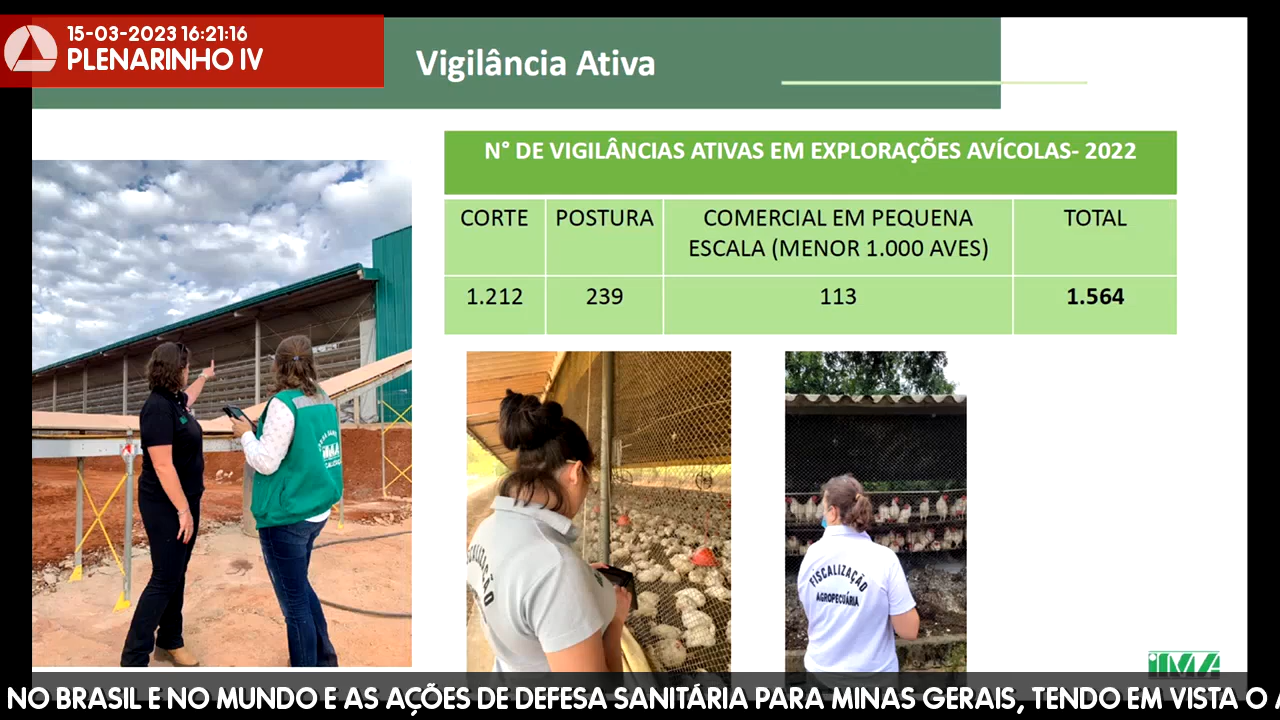 15-03-2023 16:21:16
PLENARINHO IV
Vigilância Ativa
N° DE VIGILÂNCIAS ATIVAS EM EXPLORAÇÕES AVÍCOLAS- 2022
CORTE POSTURA COMERCIAL EM PEQUENA ESCALA (MENOR 1.000 AVES) TOTAL
1.212 239 113 1.564
IMA
FISCALIZAÇÃO
FISCALIZAÇÃO
AGROPECUÁRIA
IMA
NO BRASIL E NO MUNDO E AS AÇÕES DE DEFESA SANITÁRIA PARA MINAS GERAIS, TENDO EM VISTA O